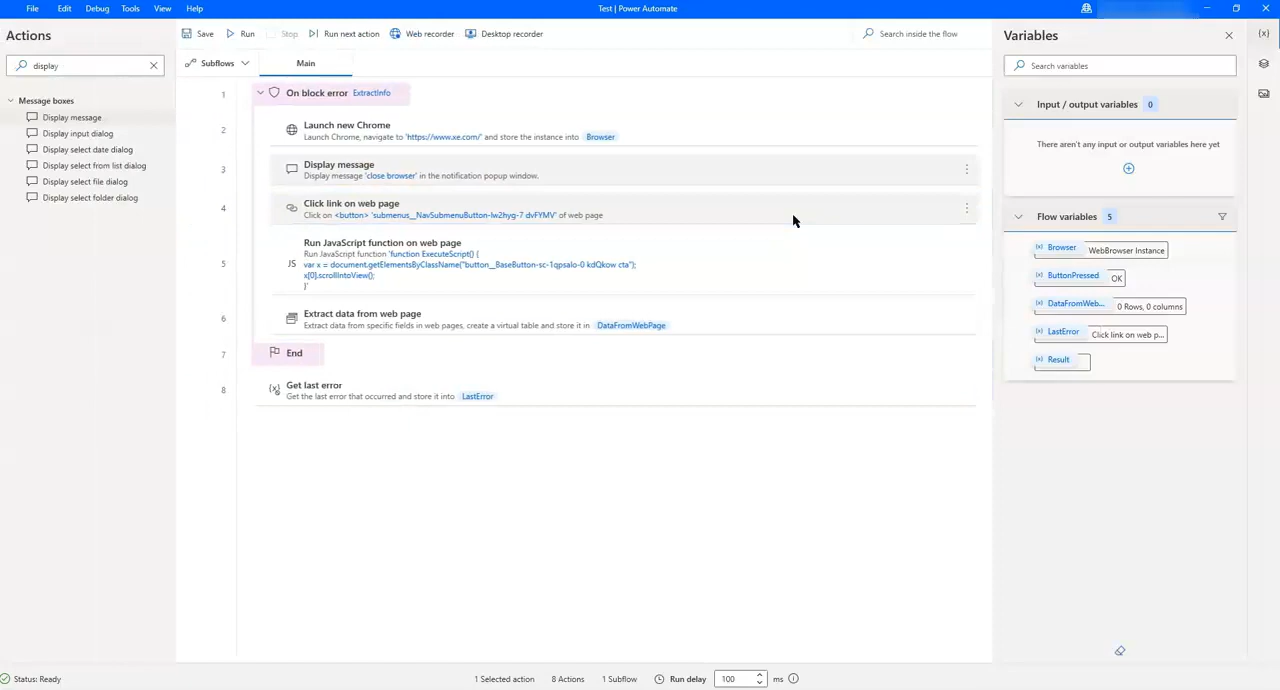 File Edit Debug Tools View Help
Test | Power Automate
Actions
display
Message boxes
Display message
Display input dialog
Display select date dialog
Display select from list dialog
Display select file dialog
Display select folder dialog
Save Run Stop Run next action Web recorder Desktop recorder
Search inside the flow
Subflows Main
1 On block error ExtractInfo
2 Launch new Chrome
Launch Chrome, navigate to 'https://www.xe.com/' and store the instance into Browser
3 Display message
Display message 'close browser' in the notification popup window.
4 Click link on web page
Click on <button> 'submenus__NavSubmenuButton-lw2hyg-7 dvFYMV' of web page
Run JavaScript function on web page
Run JavaScript function 'function ExecuteScript() {
5 JS var x = document.getElementsByClassName("button__BaseButton-sc-1qpsalo-0 kdQkow cta");
x[0].scrollIntoView();
}'
6 Extract data from web page
Extract data from specific fields in web pages, create a virtual table and store it in DataFromWebPage
7 End
8 Get last error
Get the last error that occurred and store it into LastError
Variables
Search variables
Input / output variables 0
There aren't any input or output variables here yet
Flow variables 5
(x) Browser WebBrowser Instance
(x) ButtonPressed OK
(x) DataFromWeb... 0 Rows, 0 columns
(x) LastError Click link on web p...
(x) Result
{x}
Status: Ready
1 Selected action 8 Actions 1 Subflow Run delay 100 ms